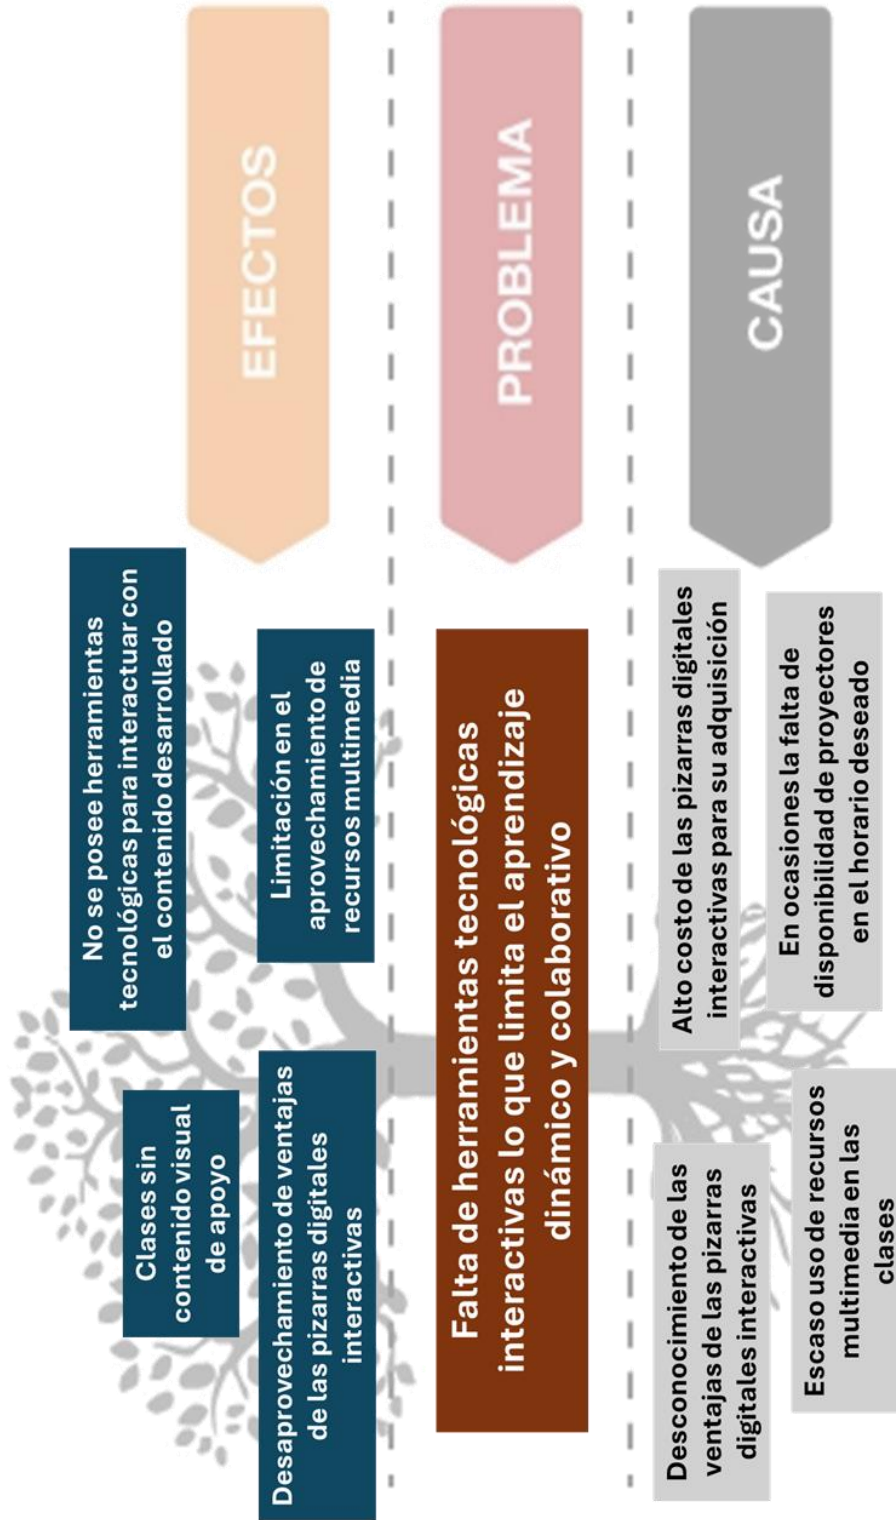 No se posee herramientas
tecnológicas para interactuar con
el contenido desarrollado
Clases sin
contenido visual
de apoyo
Limitación en el
aprovechamiento de
recursos multimedia
Desaprovechamiento de ventajas
de las pizarras digitales
interactivas
EFECTOS
Falta de herramientas tecnológicas
interactivas lo que limita el aprendizaje
dinámico y colaborativo
PROBLEMA
Desconocimiento de las
ventajas de las pizarras
digitales interactivas
Alto costo de las pizarras digitales
interactivas para su adquisición
Escaso uso de recursos
multimedia en las
clases
En ocasiones la falta de
disponibilidad de proyectores
en el horario deseado
CAUSA